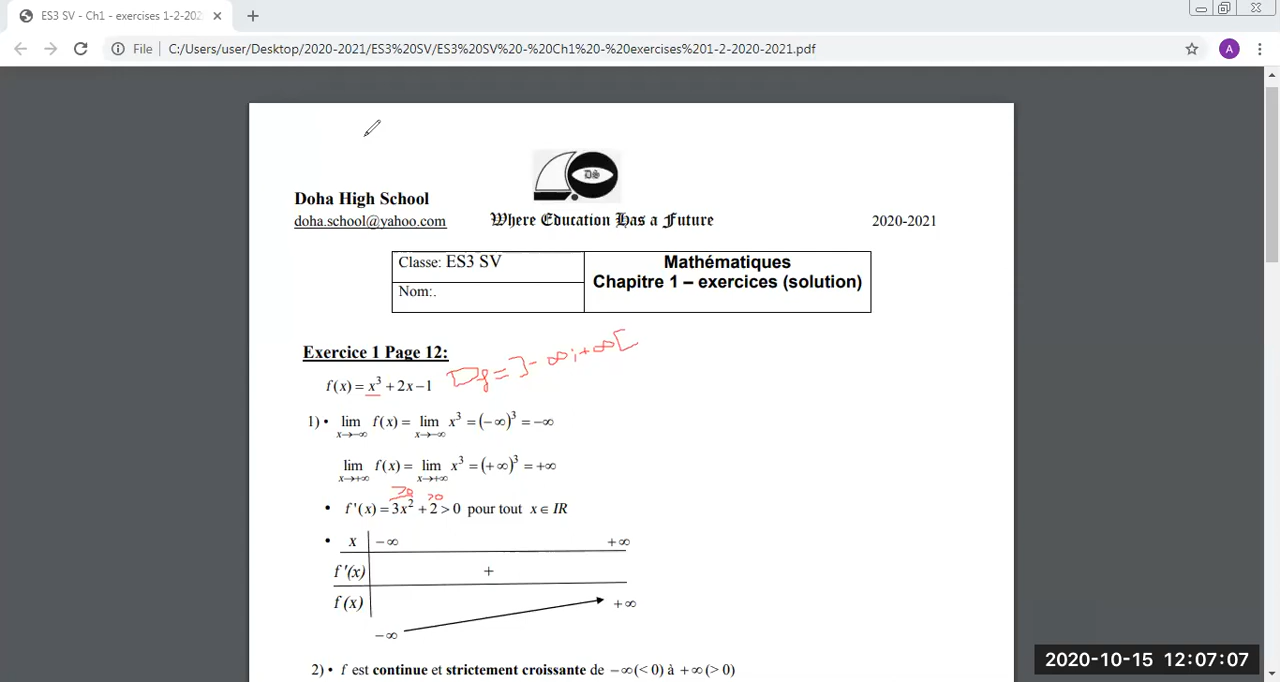 ES3 SV - Ch1 - exercises 1-2-202
File C:/Users/user/Desktop/2020-2021/ES3%20SV/ES3%20SV%20-%20Ch1%20-%20exercises%201-2-2020-2021.pdf
A
DS
Doha High School
doha.school@yahoo.com
Where Education Has a Future
2020-2021
Classe: ES3 SV
Nom:.
Mathématiques
Chapitre 1 – exercices (solution)
Exercice 1 Page 12:
Df = ]-∞;+∞[
f(x) = x³ + 2x − 1
1) • lim x→−∞ f(x) = lim x→−∞ x³ = (−∞)³ = −∞
lim x→+∞ f(x) = lim x→+∞ x³ = (+∞)³ = +∞
≥0 >0
• f'(x) = 3x² + 2 > 0 pour tout x ∈ IR
• x −∞ +∞
f'(x) +
f(x) +∞
−∞
2) • f est continue et strictement croissante de −∞(< 0) à +∞(> 0)
2020-10-15 12:07:07